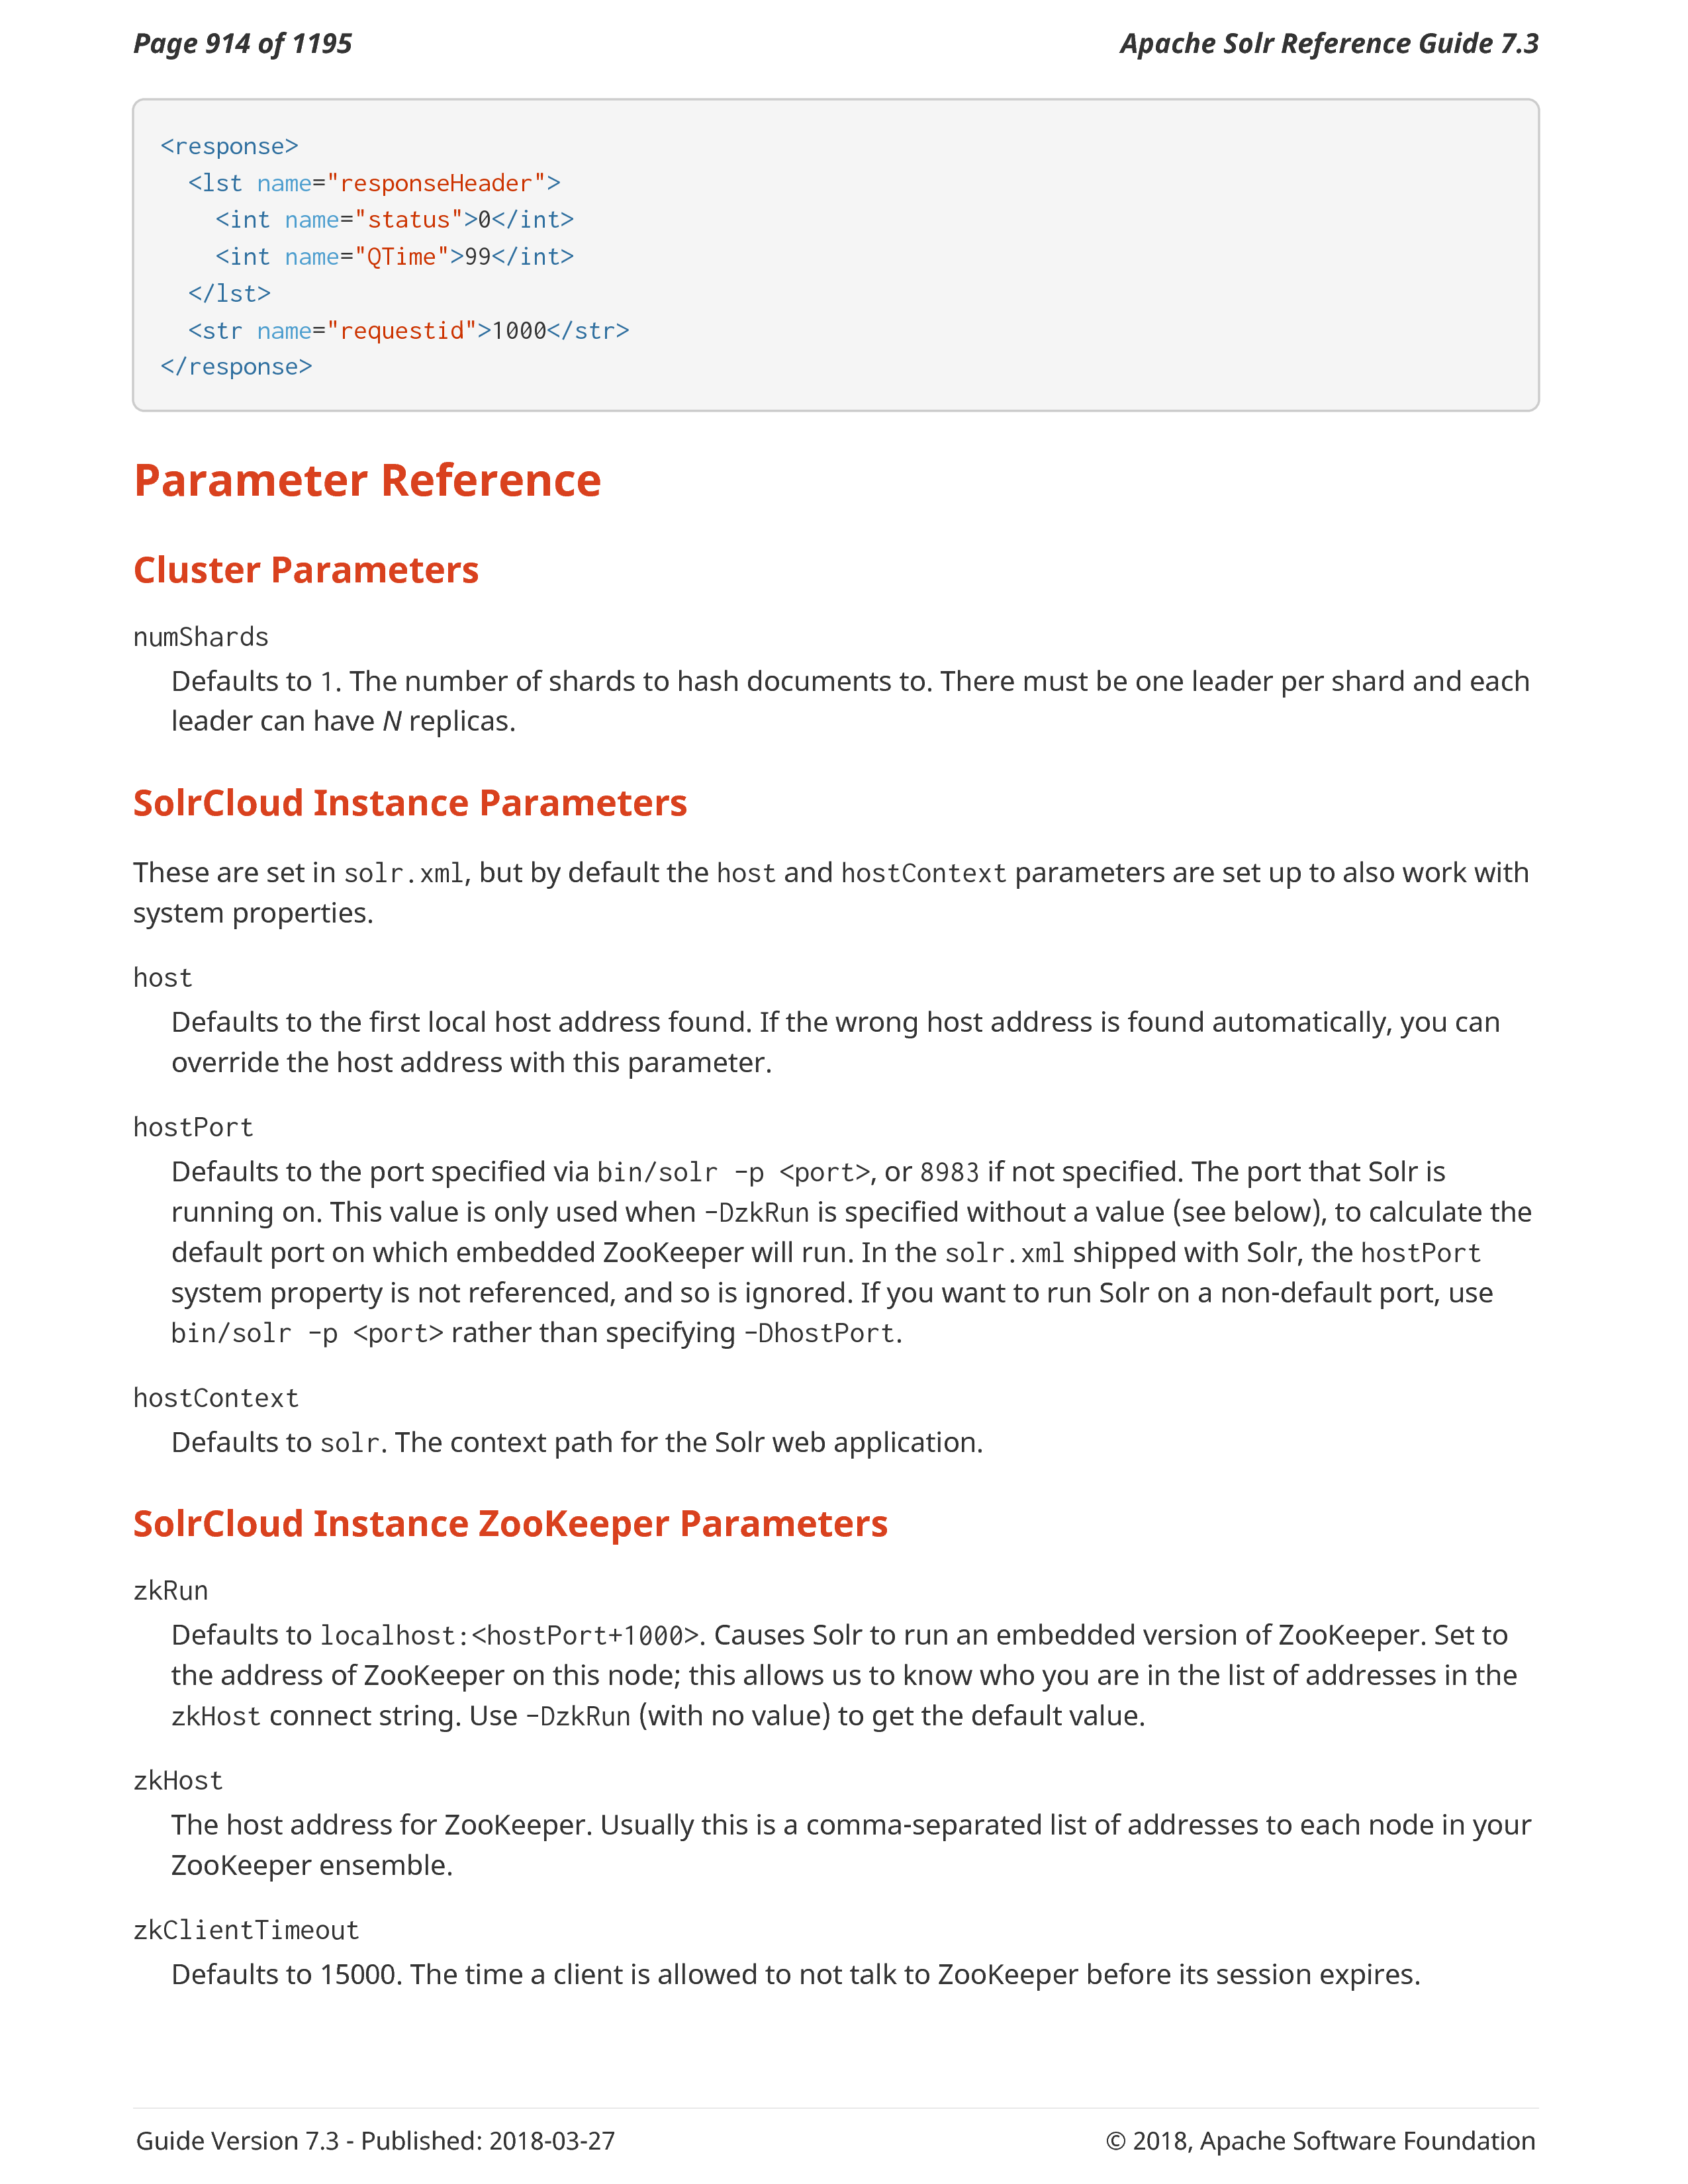 Page 914 of 1195
Apache Solr Reference Guide 7.3
<response>
  <lst name="responseHeader">
    <int name="status">0</int>
    <int name="QTime">99</int>
  </lst>
  <str name="requestid">1000</str>
</response>
Parameter Reference
Cluster Parameters
numShards
Defaults to 1. The number of shards to hash documents to. There must be one leader per shard and each
leader can have N replicas.
SolrCloud Instance Parameters
These are set in solr.xml, but by default the host and hostContext parameters are set up to also work with
system properties.
host
Defaults to the first local host address found. If the wrong host address is found automatically, you can
override the host address with this parameter.
hostPort
Defaults to the port specified via bin/solr -p <port>, or 8983 if not specified. The port that Solr is
running on. This value is only used when -DzkRun is specified without a value (see below), to calculate the
default port on which embedded ZooKeeper will run. In the solr.xml shipped with Solr, the hostPort
system property is not referenced, and so is ignored. If you want to run Solr on a non-default port, use
bin/solr -p <port> rather than specifying -DhostPort.
hostContext
Defaults to solr. The context path for the Solr web application.
SolrCloud Instance ZooKeeper Parameters
zkRun
Defaults to localhost:<hostPort+1000>. Causes Solr to run an embedded version of ZooKeeper. Set to
the address of ZooKeeper on this node; this allows us to know who you are in the list of addresses in the
zkHost connect string. Use -DzkRun (with no value) to get the default value.
zkHost
The host address for ZooKeeper. Usually this is a comma-separated list of addresses to each node in your
ZooKeeper ensemble.
zkClientTimeout
Defaults to 15000. The time a client is allowed to not talk to ZooKeeper before its session expires.
Guide Version 7.3 - Published: 2018-03-27
© 2018, Apache Software Foundation